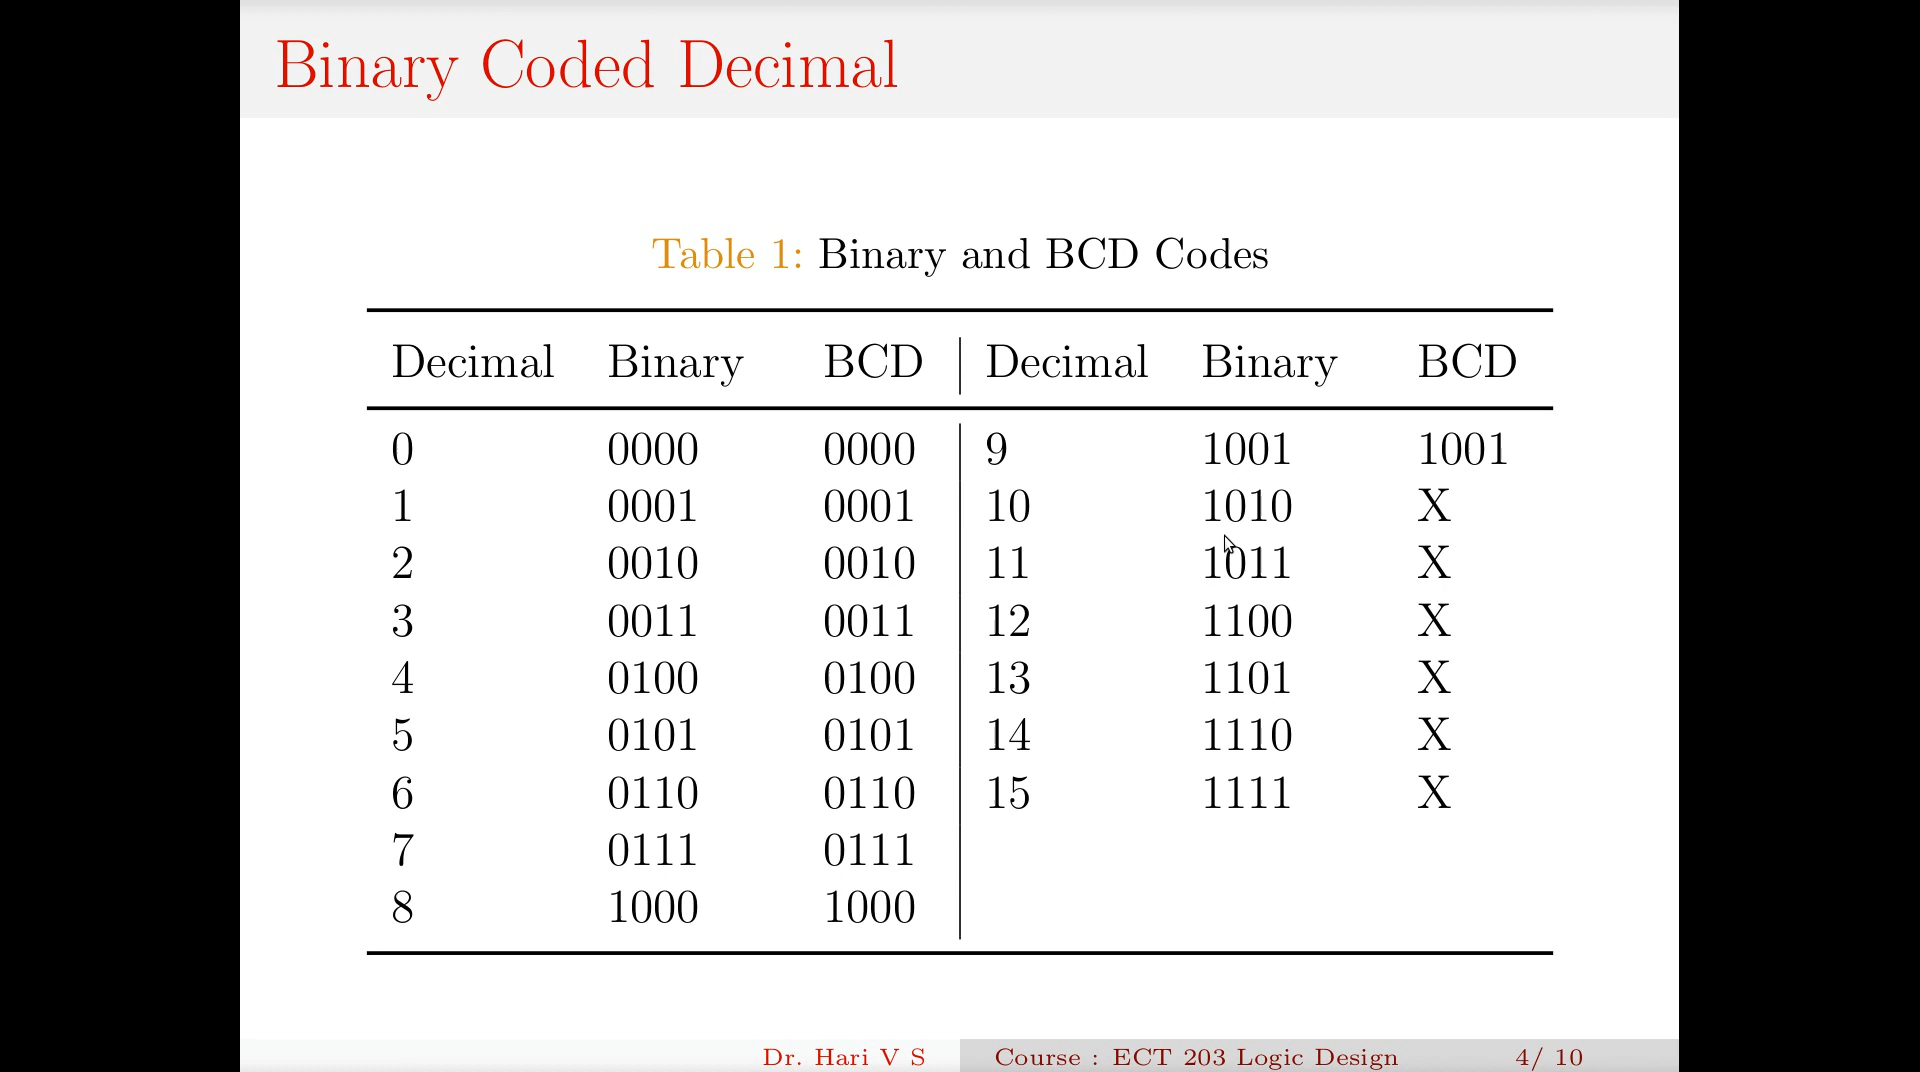 Binary Coded Decimal
Table 1: Binary and BCD Codes
Decimal Binary BCD Decimal Binary BCD
0 0000 0000 9 1001 1001
1 0001 0001 10 1010 X
2 0010 0010 11 1011 X
3 0011 0011 12 1100 X
4 0100 0100 13 1101 X
5 0101 0101 14 1110 X
6 0110 0110 15 1111 X
7 0111 0111
8 1000 1000
Dr. Hari V S Course : ECT 203 Logic Design 4/ 10